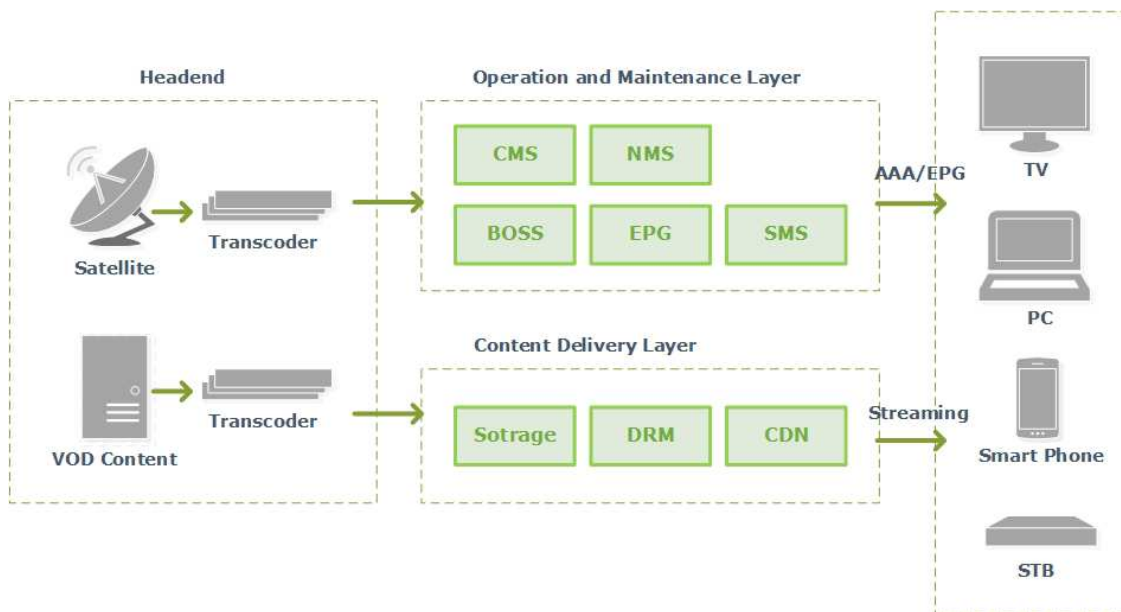 Headend
Satellite
Transcoder
VOD Content
Transcoder
Operation and Maintenance Layer
CMS
NMS
BOSS
EPG
SMS
Content Delivery Layer
Sotrage
DRM
CDN
AAA/EPG
Streaming
TV
PC
Smart Phone
STB